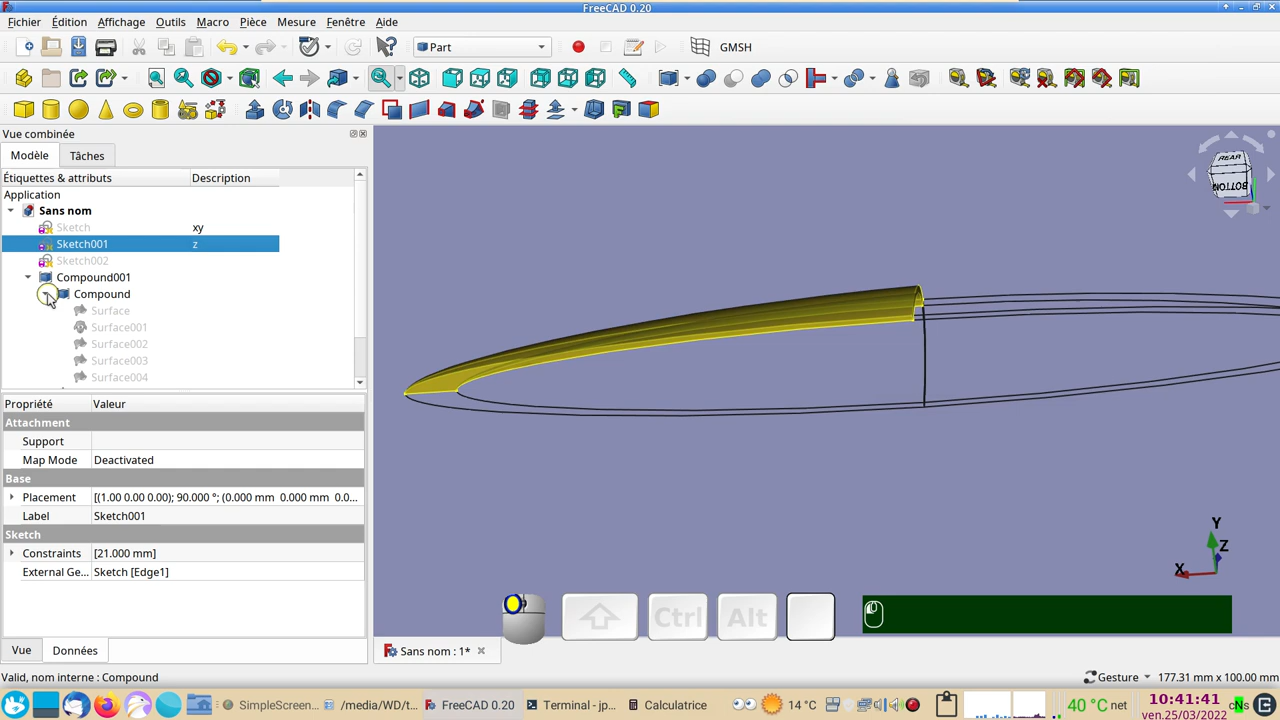 FreeCAD 0.20
Fichier Édition Affichage Outils Macro Pièce Mesure Fenêtre Aide
Part
GMSH
Vue combinée
Modèle Tâches
Étiquettes & attributs Description
Application
Sans nom
Sketch xy
Sketch001 z
Sketch002
Compound001
Compound
Surface
Surface001
Surface002
Surface003
Surface004
Propriété Valeur
Attachment
Support
Map Mode Deactivated
Base
Placement [(1.00 0.00 0.00); 90.000 °; (0.000 mm 0.000 mm 0.0...
Label Sketch001
Sketch
Constraints [21.000 mm]
External Ge... Sketch [Edge1]
REAR
BOTTOM
Y
Z
X
Ctrl Alt
Vue Données
Sans nom : 1*
Valid, nom interne : Compound
Gesture 177.31 mm x 100.00 mm
SimpleScreen... /media/WD/t... FreeCAD 0.20 Terminal - jp... Calculatrice
14 °C
40 °C net
10:41:41
ven.25/03/2022